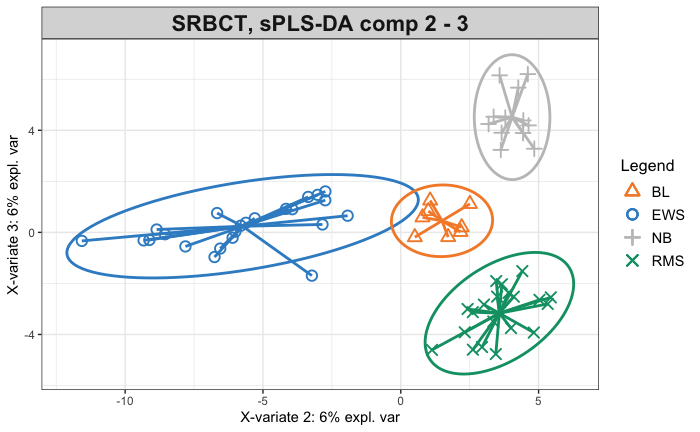 SRBCT, sPLS-DA comp 2 - 3
X-variate 3: 6% expl. var
4
0
-4
-10
-5
0
5
X-variate 2: 6% expl. var
Legend
BL
EWS
NB
RMS